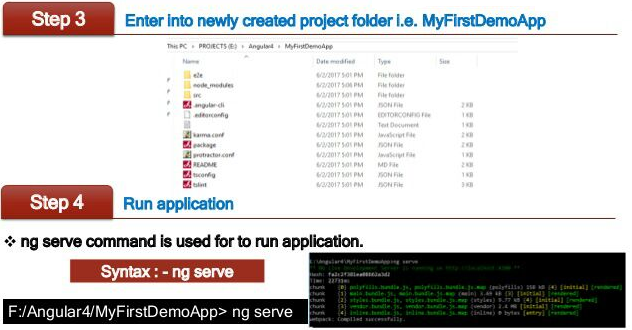 Step 3
Enter into newly created project folder i.e. MyFirstDemoApp
This PC › PROJECTS (E:) › Angular4 › MyFirstDemoApp
Name Date modified Type Size
e2e 6/2/2017 5:01 PM File folder
node_modules 6/2/2017 5:06 PM File folder
src 6/2/2017 5:01 PM File folder
.angular-cli 6/2/2017 5:01 PM JSON File 2 KB
.editorconfig 6/2/2017 5:01 PM EDITORCONFIG File 1 KB
6/2/2017 5:01 PM Text Document 1 KB
karma.conf 6/2/2017 5:01 PM JavaScript File 2 KB
package 6/2/2017 5:01 PM JSON File 2 KB
protractor.conf 6/2/2017 5:01 PM JavaScript File 1 KB
README 6/2/2017 5:01 PM MD File 2 KB
tsconfig 6/2/2017 5:01 PM JSON File 1 KB
tslint 6/2/2017 5:01 PM JSON File 3 KB
Step 4
Run application
❖ ng serve command is used for to run application.
Syntax : - ng serve
F:/Angular4/MyFirstDemoApp> ng serve
E:\Angular4\MyFirstDemoApp>ng serve
chunk {0} polyfills.bundle.js, polyfills.bundle.js.map (polyfills) 158 kB {4} [initial] [rendered]
chunk {1} main.bundle.js, main.bundle.js.map (main) {3} [initial] [rendered]
chunk {2} styles.bundle.js, styles.bundle.js.map (styles) 9.77 kB {4} [initial] [rendered]
chunk {3} vendor.bundle.js, vendor.bundle.js.map (vendor) [initial] [rendered]
chunk {4} inline.bundle.js, inline.bundle.js.map (inline) 0 bytes [entry] [rendered]
webpack: Compiled successfully.